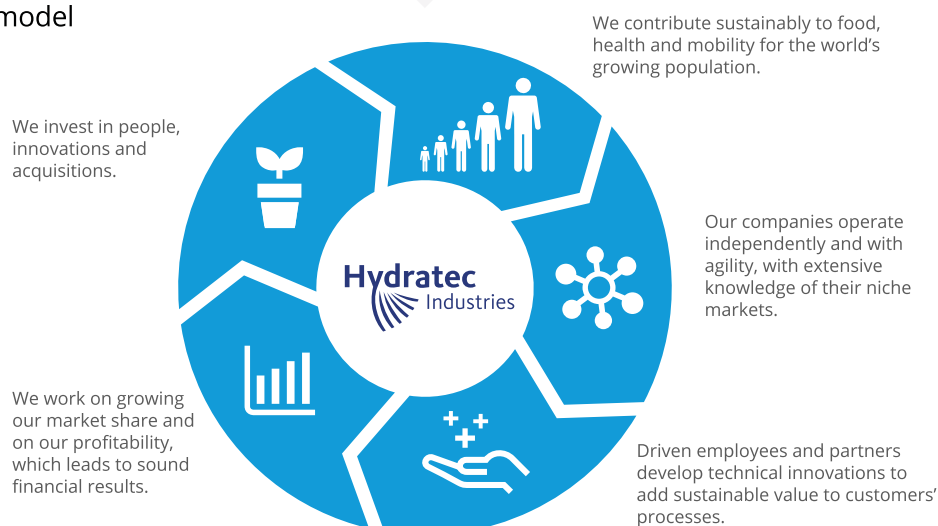 model
We contribute sustainably to food,
health and mobility for the world's
growing population.
We invest in people,
innovations and
acquisitions.
Our companies operate
independently and with
agility, with extensive
knowledge of their niche
markets.
Hydratec
Industries
We work on growing
our market share and
on our profitability,
which leads to sound
financial results.
Driven employees and partners
develop technical innovations to
add sustainable value to customers'
processes.